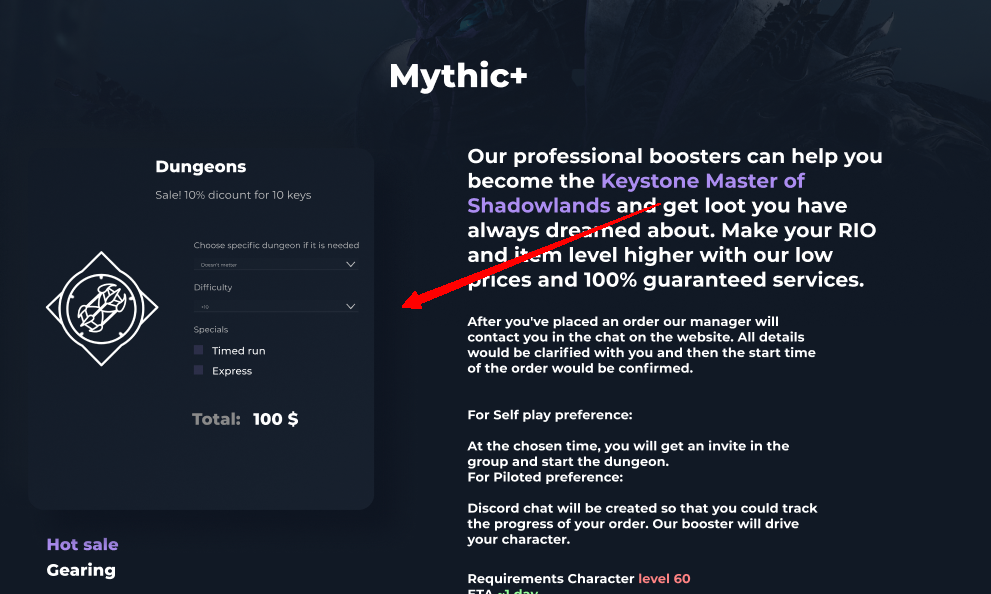 Mythic+
Dungeons
Sale! 10% dicount for 10 keys
Choose specific dungeon if it is needed
Doesn't matter
Difficulty
+10
Specials
Timed run
Express
Total: 100 $
Hot sale
Gearing
Our professional boosters can help you
become the Keystone Master of
Shadowlands and get loot you have
always dreamed about. Make your RIO
and item level higher with our low
prices and 100% guaranteed services.
After you've placed an order our manager will
contact you in the chat on the website. All details
would be clarified with you and then the start time
of the order would be confirmed.
For Self play preference:
At the chosen time, you will get an invite in the
group and start the dungeon.
For Piloted preference:
Discord chat will be created so that you could track
the progress of your order. Our booster will drive
your character.
Requirements Character level 60
ETA ~1 day